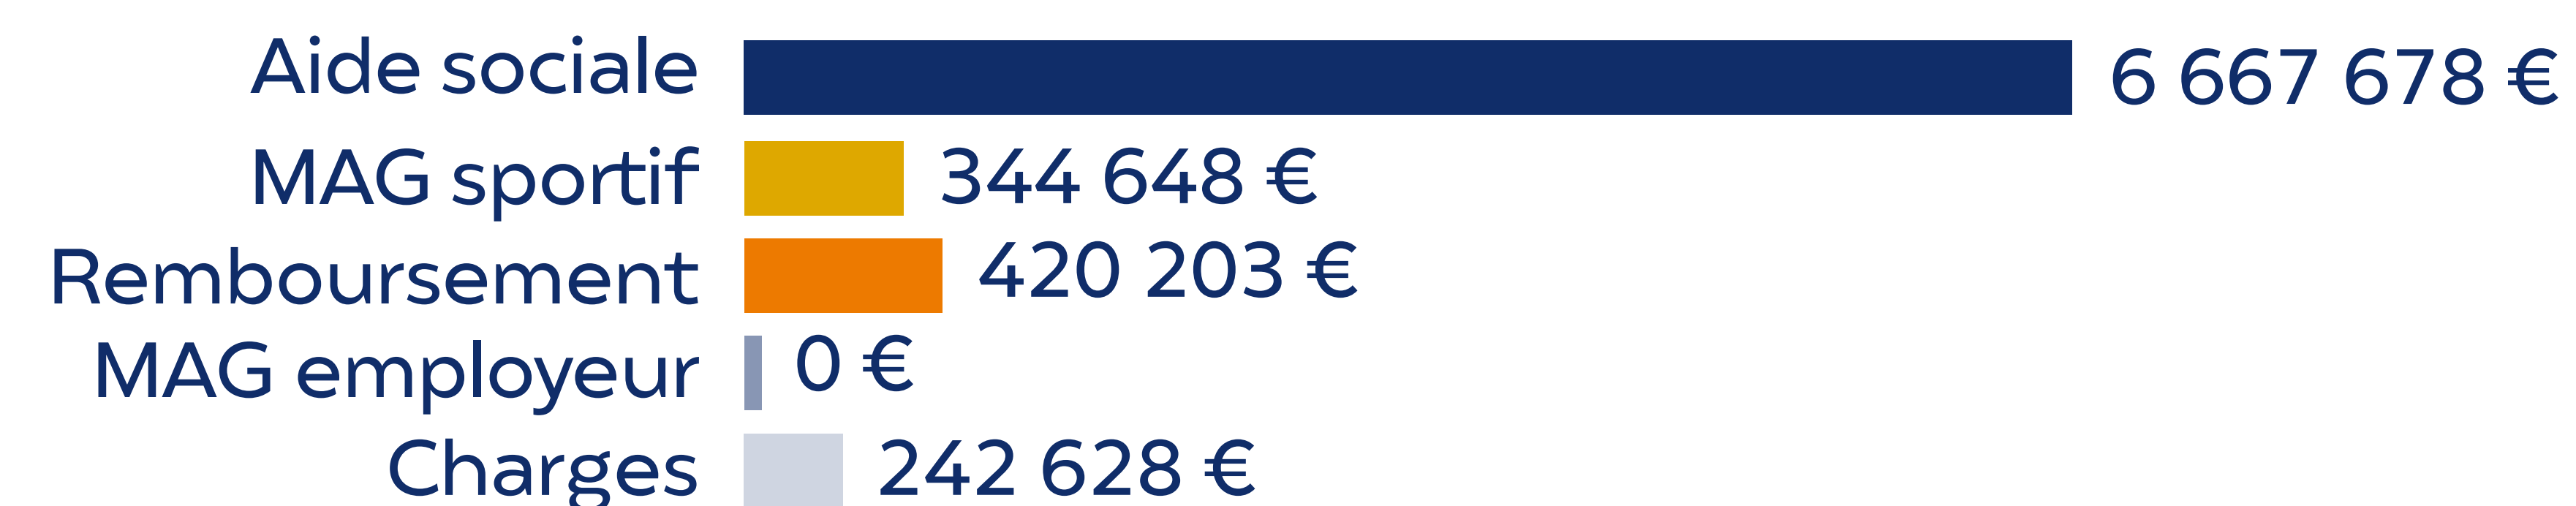 Aide sociale 6 667 678 €
MAG sportif 344 648 €
Remboursement 420 203 €
MAG employeur 0 €
Charges 242 628 €